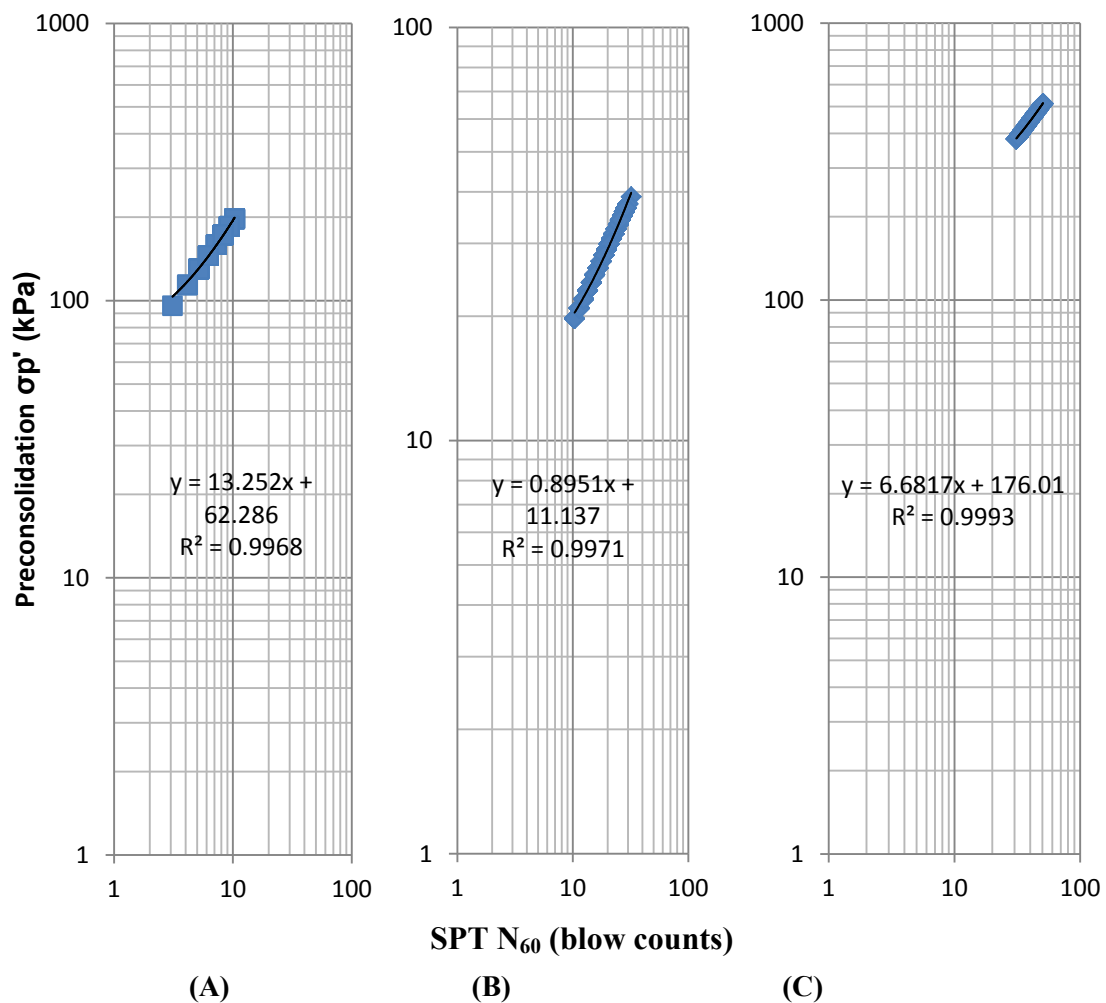 Preconsolidation σp' (kPa)
1000
100
10
1
1
10
100
y = 13.252x +
62.286
R² = 0.9968
100
10
1
1
10
100
y = 0.8951x +
11.137
R² = 0.9971
1000
100
10
1
1
10
100
y = 6.6817x + 176.01
R² = 0.9993
SPT N₆₀ (blow counts)
(A)
(B)
(C)